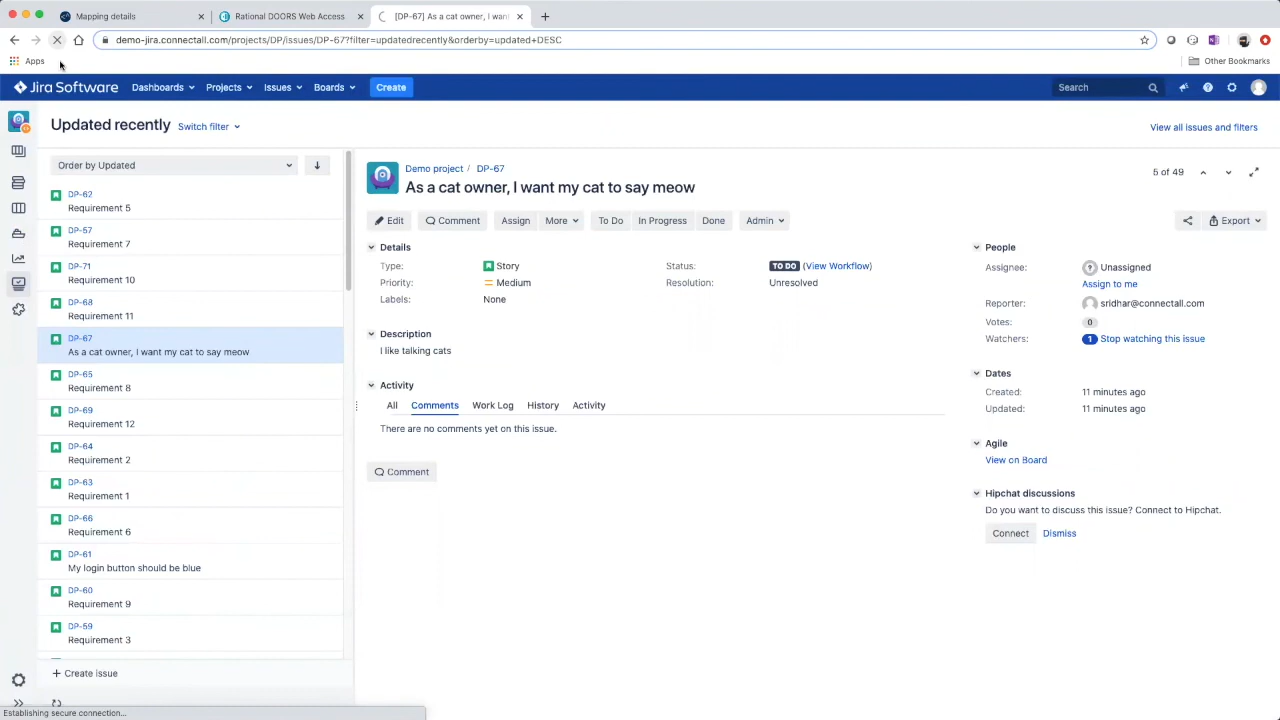 Mapping details
Rational DOORS Web Access
[DP-67] As a cat owner, I want
demo-jira.connectall.com/projects/DP/issues/DP-67?filter=updatedrecently&orderby=updated+DESC
Apps
Other Bookmarks
Jira Software
Dashboards
Projects
Issues
Boards
Create
Search
Updated recently
Switch filter
View all issues and filters
Order by Updated
DP-62
Requirement 5
DP-57
Requirement 7
DP-71
Requirement 10
DP-68
Requirement 11
DP-67
As a cat owner, I want my cat to say meow
DP-65
Requirement 8
DP-69
Requirement 12
DP-64
Requirement 2
DP-63
Requirement 1
DP-66
Requirement 6
DP-61
My login button should be blue
DP-60
Requirement 9
DP-59
Requirement 3
+ Create issue
Demo project / DP-67
As a cat owner, I want my cat to say meow
5 of 49
Edit
Comment
Assign
More
To Do
In Progress
Done
Admin
Export
Details
Type: Story
Status: TO DO (View Workflow)
Priority: Medium
Resolution: Unresolved
Labels: None
Description
I like talking cats
Activity
All
Comments
Work Log
History
Activity
There are no comments yet on this issue.
Comment
People
Assignee: Unassigned
Assign to me
Reporter: sridhar@connectall.com
Votes: 0
Watchers: 1 Stop watching this issue
Dates
Created: 11 minutes ago
Updated: 11 minutes ago
Agile
View on Board
Hipchat discussions
Do you want to discuss this issue? Connect to Hipchat.
Connect
Dismiss
Establishing secure connection...